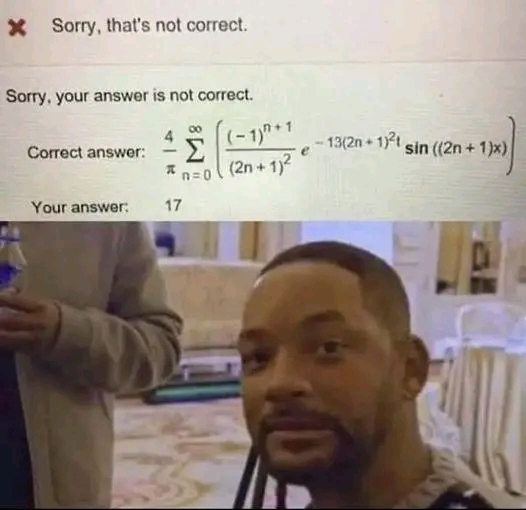 × Sorry, that's not correct.
Sorry, your answer is not correct.
Correct answer: 4/π ∞ Σ n=0 ( (-1)^(n+1) / (2n+1)^2 e^(-13(2n+1)^2 t) sin ((2n+1)x) )
Your answer: 17